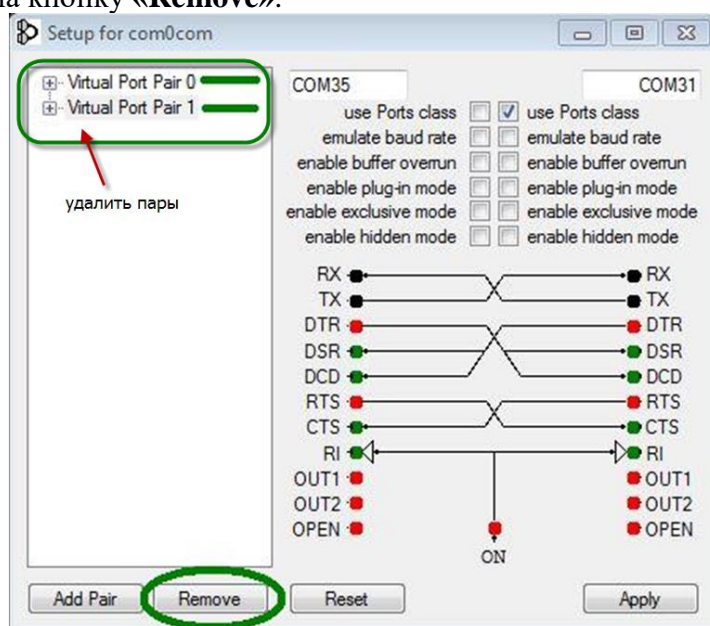 на кнопку «Remove».
Setup for com0com
Virtual Port Pair 0
Virtual Port Pair 1
удалить пары
COM35 COM31
use Ports class use Ports class
emulate baud rate emulate baud rate
enable buffer overrun enable buffer overrun
enable plug-in mode enable plug-in mode
enable exclusive mode enable exclusive mode
enable hidden mode enable hidden mode
RX RX
TX TX
DTR DTR
DSR DSR
DCD DCD
RTS RTS
CTS CTS
RI RI
OUT1 OUT1
OUT2 OUT2
OPEN OPEN
ON
Add Pair Remove Reset Apply